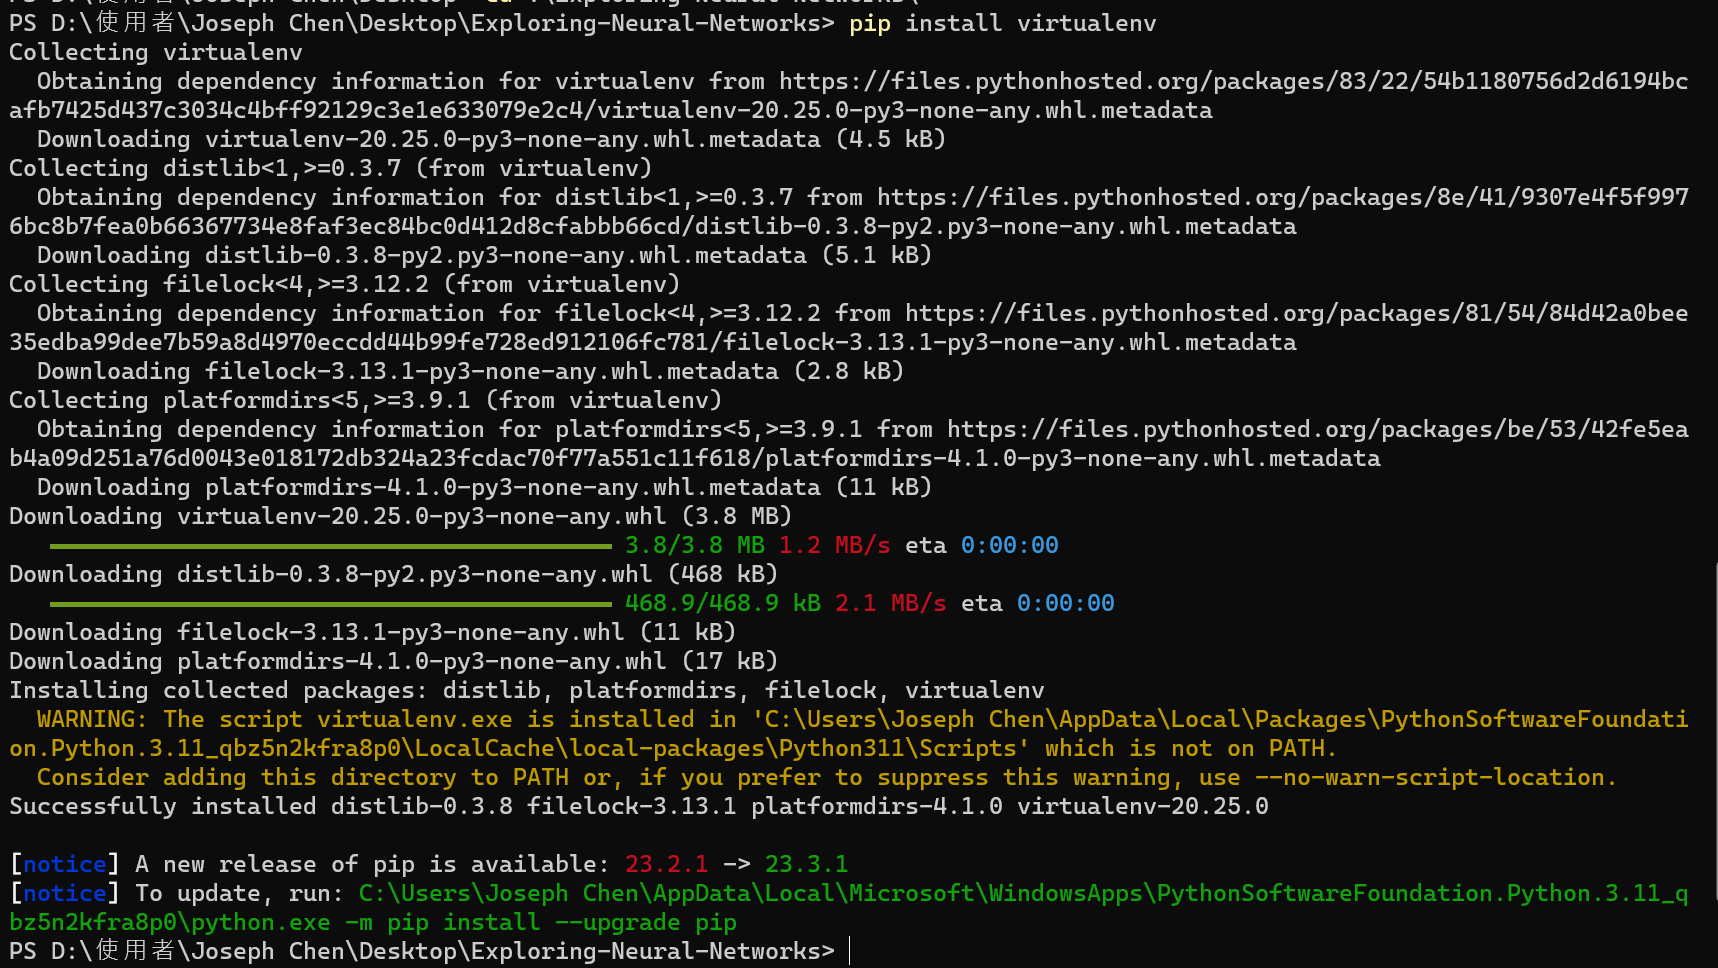 PS D:\使用者\Joseph Chen\Desktop\Exploring-Neural-Networks> pip install virtualenv
Collecting virtualenv
  Obtaining dependency information for virtualenv from https://files.pythonhosted.org/packages/83/22/54b1180756d2d6194bc
afb7425d437c3034c4bff92129c3e1e633079e2c4/virtualenv-20.25.0-py3-none-any.whl.metadata
  Downloading virtualenv-20.25.0-py3-none-any.whl.metadata (4.5 kB)
Collecting distlib<1,>=0.3.7 (from virtualenv)
  Obtaining dependency information for distlib<1,>=0.3.7 from https://files.pythonhosted.org/packages/8e/41/9307e4f5f997
6bc8b7fea0b66367734e8faf3ec84bc0d412d8cfabbb66cd/distlib-0.3.8-py2.py3-none-any.whl.metadata
  Downloading distlib-0.3.8-py2.py3-none-any.whl.metadata (5.1 kB)
Collecting filelock<4,>=3.12.2 (from virtualenv)
  Obtaining dependency information for filelock<4,>=3.12.2 from https://files.pythonhosted.org/packages/81/54/84d42a0bee
35edba99dee7b59a8d4970eccdd44b99fe728ed912106fc781/filelock-3.13.1-py3-none-any.whl.metadata
  Downloading filelock-3.13.1-py3-none-any.whl.metadata (2.8 kB)
Collecting platformdirs<5,>=3.9.1 (from virtualenv)
  Obtaining dependency information for platformdirs<5,>=3.9.1 from https://files.pythonhosted.org/packages/be/53/42fe5ea
b4a09d251a76d0043e018172db324a23fcdac70f77a551c11f618/platformdirs-4.1.0-py3-none-any.whl.metadata
  Downloading platformdirs-4.1.0-py3-none-any.whl.metadata (11 kB)
Downloading virtualenv-20.25.0-py3-none-any.whl (3.8 MB)
3.8/3.8 MB 1.2 MB/s eta 0:00:00
Downloading distlib-0.3.8-py2.py3-none-any.whl (468 kB)
468.9/468.9 kB 2.1 MB/s eta 0:00:00
Downloading filelock-3.13.1-py3-none-any.whl (11 kB)
Downloading platformdirs-4.1.0-py3-none-any.whl (17 kB)
Installing collected packages: distlib, platformdirs, filelock, virtualenv
  WARNING: The script virtualenv.exe is installed in 'C:\Users\Joseph Chen\AppData\Local\Packages\PythonSoftwareFoundati
on.Python.3.11_qbz5n2kfra8p0\LocalCache\local-packages\Python311\Scripts' which is not on PATH.
  Consider adding this directory to PATH or, if you prefer to suppress this warning, use --no-warn-script-location.
Successfully installed distlib-0.3.8 filelock-3.13.1 platformdirs-4.1.0 virtualenv-20.25.0
[notice] A new release of pip is available: 23.2.1 -> 23.3.1
[notice] To update, run: C:\Users\Joseph Chen\AppData\Local\Microsoft\WindowsApps\PythonSoftwareFoundation.Python.3.11_q
bz5n2kfra8p0\python.exe -m pip install --upgrade pip
PS D:\使用者\Joseph Chen\Desktop\Exploring-Neural-Networks>